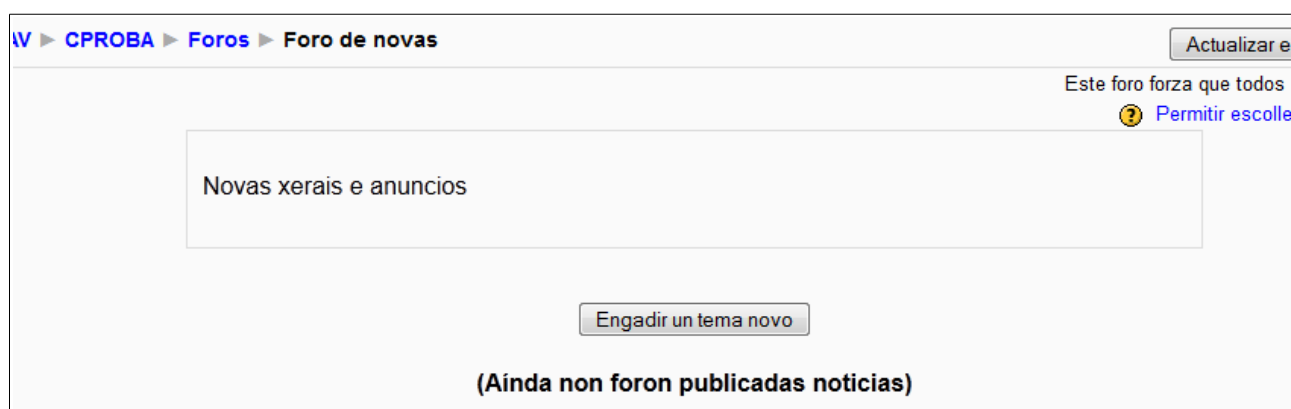 AV ► CPROBA ► Foros ► Foro de novas
Actualizar e
Este foro forza que todos
Permitir escolle
Novas xerais e anuncios
Engadir un tema novo
(Aínda non foron publicadas noticias)